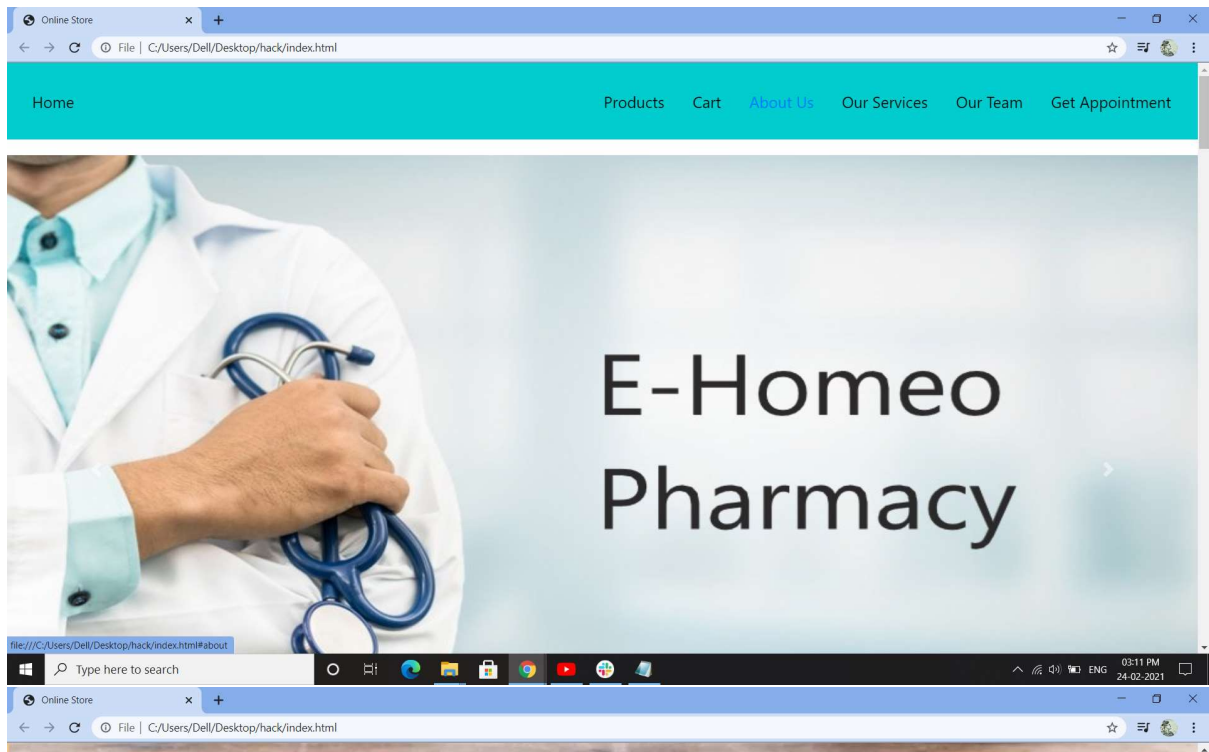 Online Store
File | C:/Users/Dell/Desktop/hack/index.html
Home Products Cart About Us Our Services Our Team Get Appointment
E-Homeo
Pharmacy
file:///C:/Users/Dell/Desktop/hack/index.html#about
Type here to search ENG 03:11 PM
24-02-2021
Online Store
File | C:/Users/Dell/Desktop/hack/index.html